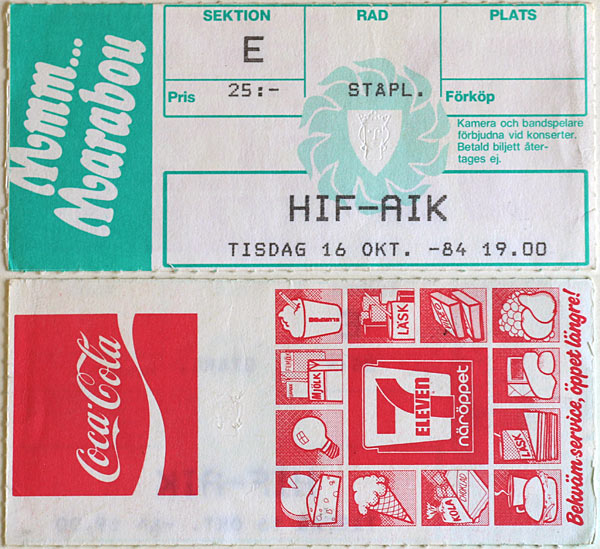 Mmm...
Marabou
SEKTION
RAD
PLATS
E
Pris
25:-
STAPL.
Förköp
Kamera och bandspelare
förbjudna vid konserter.
Betald biljett åter-
tages ej.
HIF-AIK
TISDAG 16 OKT. -84 19.00
Coca-Cola
LÄSK
MJÖLK
7
ELEVEN
näröppet
LÄSK
KOLA
CHOKLAD
Bekväm service, öppet längre!